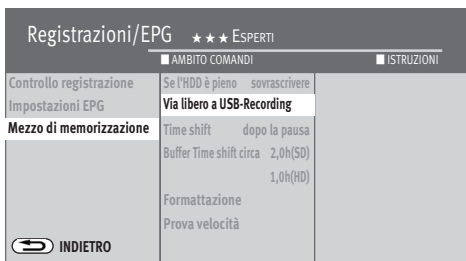 Registrazioni/EPG ★★★ ESPERTI
AMBITO COMANDI ISTRUZIONI
Controllo registrazione
Impostazioni EPG
Mezzo di memorizzazione
Se l'HDD è pieno sovrascrivere
Via libero a USB-Recording
Time shift dopo la pausa
Buffer Time shift circa 2,0h(SD)
1,0h(HD)
Formattazione
Prova velocità
INDIETRO